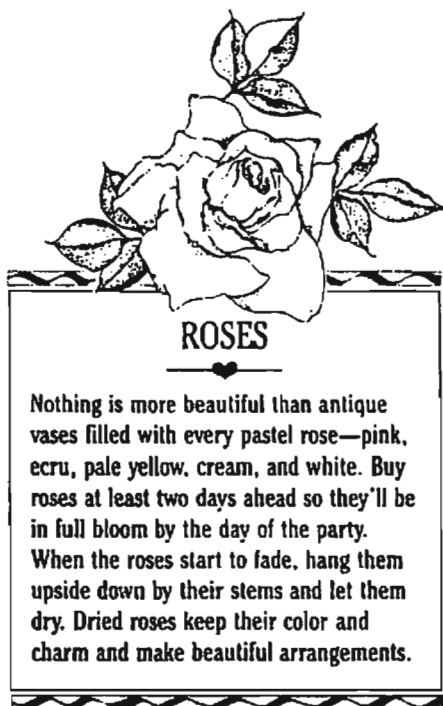 ROSES
Nothing is more beautiful than antique
vases filled with every pastel rose—pink,
ecru, pale yellow, cream, and white. Buy
roses at least two days ahead so they'll be
in full bloom by the day of the party.
When the roses start to fade, hang them
upside down by their stems and let them
dry. Dried roses keep their color and
charm and make beautiful arrangements.